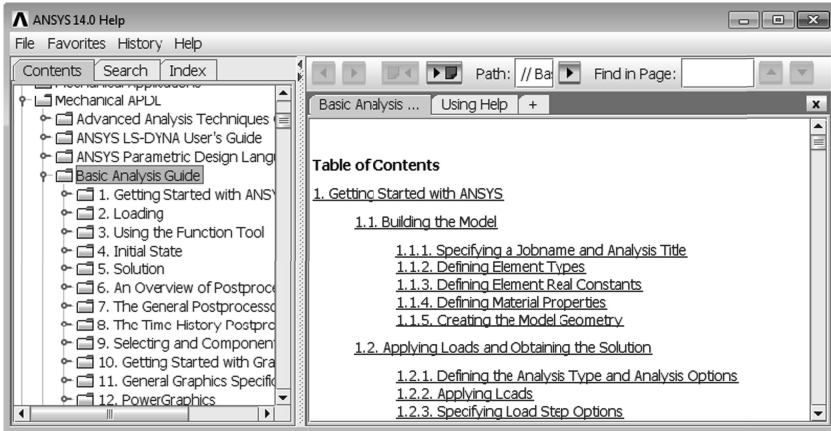 ANSYS 14.0 Help
File Favorites History Help
Contents Search Index
Path: // Ba
Find in Page:
Mechanical APDL
Advanced Analysis Techniques
ANSYS LS-DYNA User's Guide
ANSYS Parametric Design Lang
Basic Analysis Guide
1. Getting Started with ANSY
2. Loading
3. Using the Function Tool
4. Initial State
5. Solution
6. An Overview of Postproce
7. The General Postprocesso
8. The Time History Postpro
9. Selecting and Component
10. Getting Started with Gra
11. General Graphics Specific
12. PowerGraphics
Basic Analysis ... Using Help +
Table of Contents
1. Getting Started with ANSYS
1.1. Building the Model
1.1.1. Specifying a Jobname and Analysis Title
1.1.2. Defining Element Types
1.1.3. Defining Element Real Constants
1.1.4. Defining Material Properties
1.1.5. Creating the Model Geometry
1.2. Applying Loads and Obtaining the Solution
1.2.1. Defining the Analysis Type and Analysis Options
1.2.2. Applying Loads
1.2.3. Specifying Load Step Options